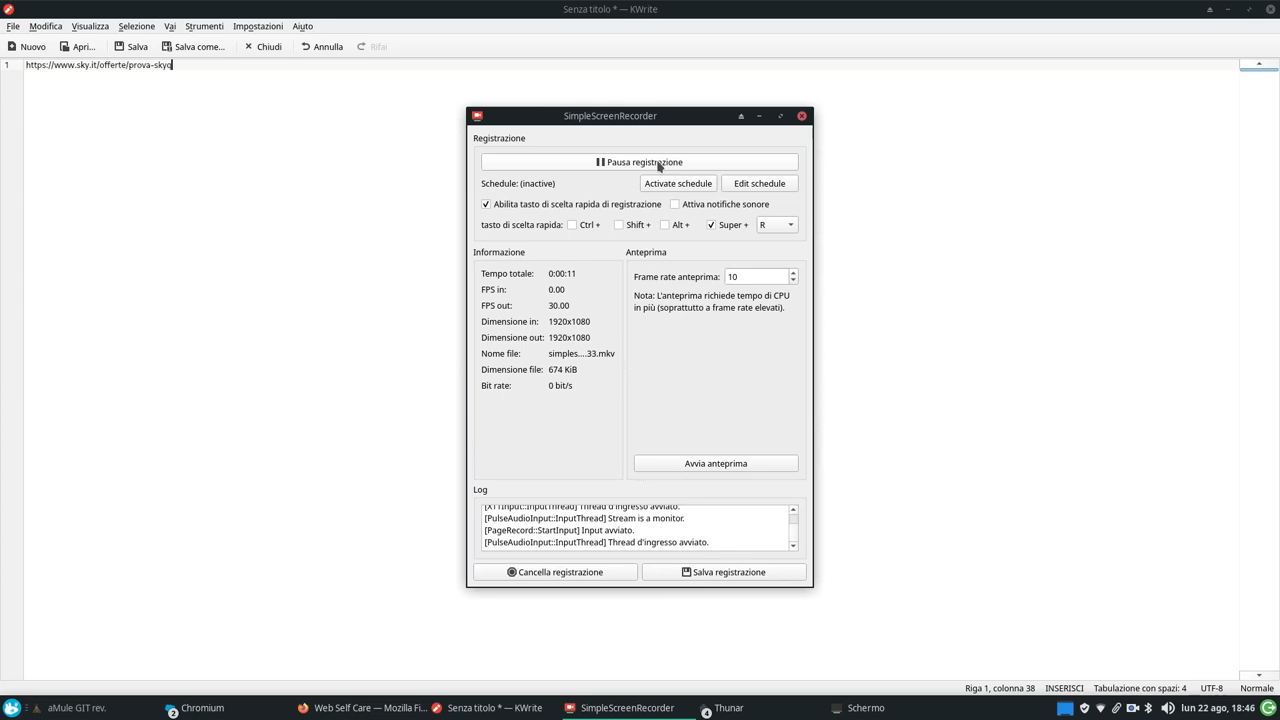 Senza titolo * — KWrite
File Modifica Visualizza Selezione Vai Strumenti Impostazioni Aiuto
Nuovo Apri... Salva Salva come... Chiudi Annulla Rifai
1 https://www.sky.it/offerte/prova-skyq
SimpleScreenRecorder
Registrazione
Pausa registrazione
Schedule: (inactive) Activate schedule Edit schedule
Abilita tasto di scelta rapida di registrazione Attiva notifiche sonore
tasto di scelta rapida: Ctrl + Shift + Alt + Super + R
Informazione
Tempo totale: 0:00:11
FPS in: 0.00
FPS out: 30.00
Dimensione in: 1920x1080
Dimensione out: 1920x1080
Nome file: simples....33.mkv
Dimensione file: 674 KiB
Bit rate: 0 bit/s
Anteprima
Frame rate anteprima: 10
Nota: L'anteprima richiede tempo di CPU
in più (soprattutto a frame rate elevati).
Avvia anteprima
Log
[X11Input::InputThread] Thread d'ingresso avviato.
[PulseAudioInput::InputThread] Stream is a monitor.
[PageRecord::StartInput] Input avviato.
[PulseAudioInput::InputThread] Thread d'ingresso avviato.
Cancella registrazione Salva registrazione
Riga 1, colonna 38 INSERISCI Tabulazione con spazi: 4 UTF-8 Normale
aMule GIT rev. 2 Chromium Web Self Care — Mozilla Fi... Senza titolo * — KWrite SimpleScreenRecorder 4 Thunar Schermo lun 22 ago, 18:46